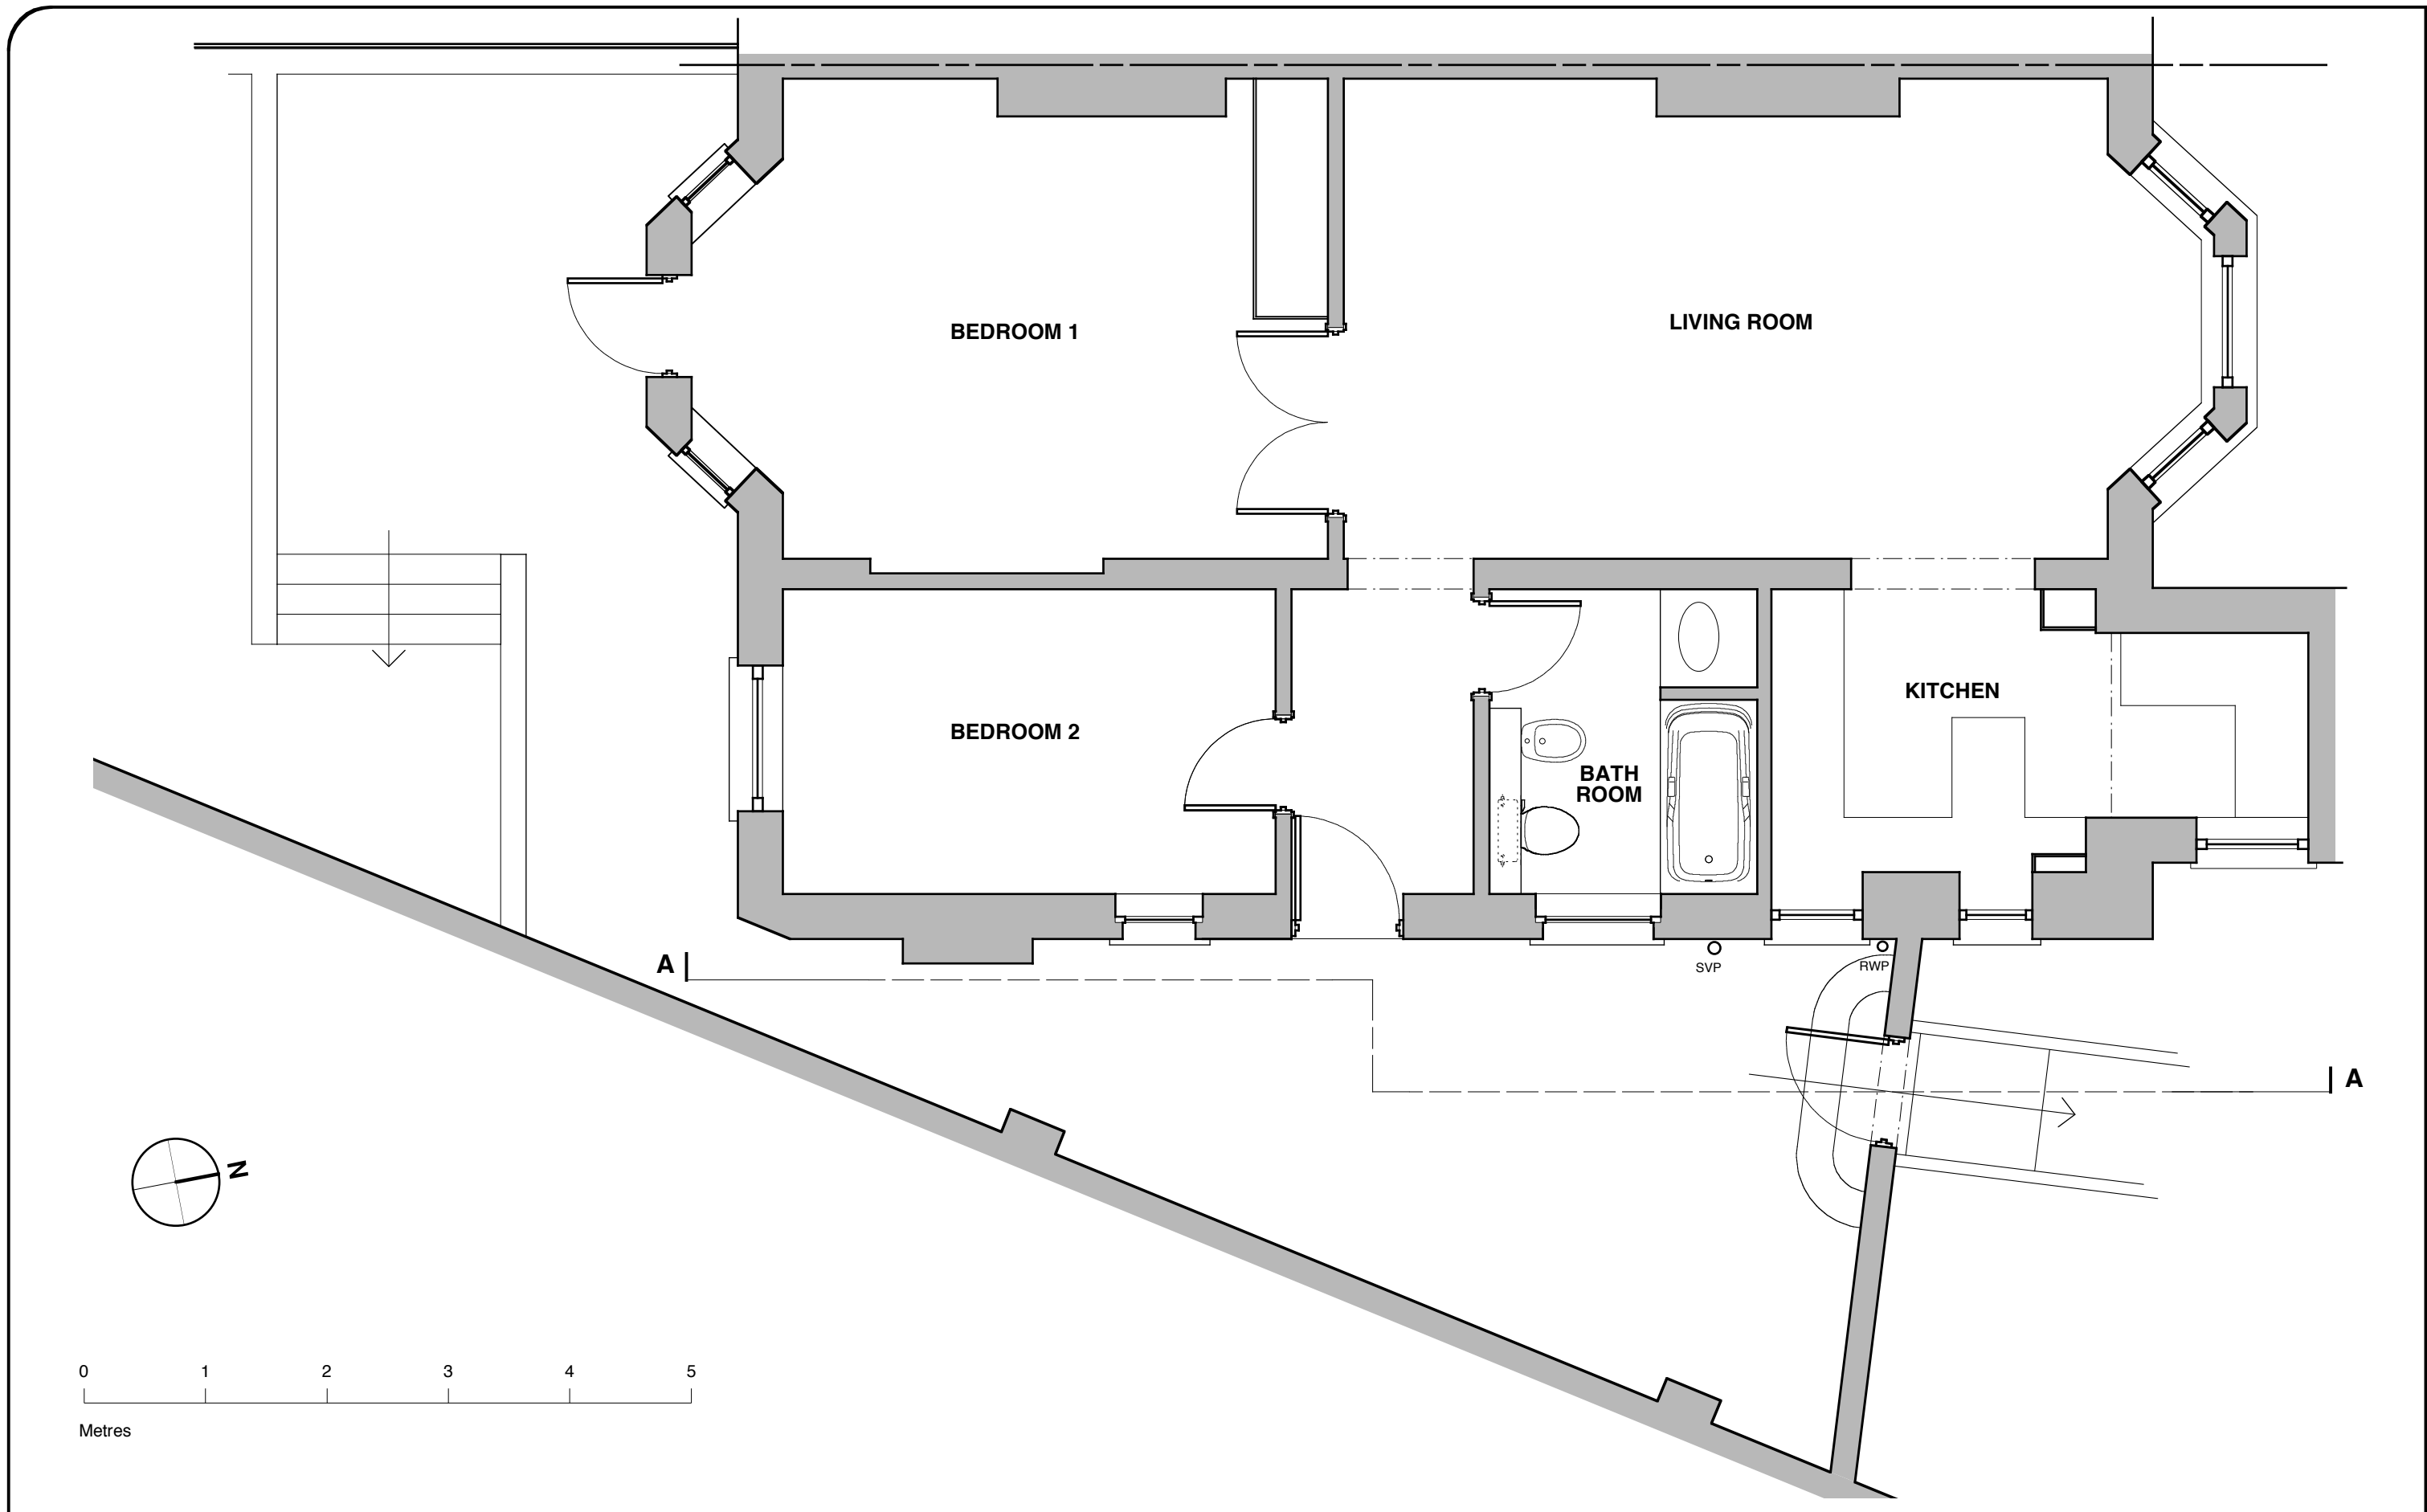 LIVING ROOM
BEDROOM 1
KITCHEN
BEDROOM 2
BATH
ROOM
A
SVP
RWP
A
N
0 1 2 3 4 5
Metres